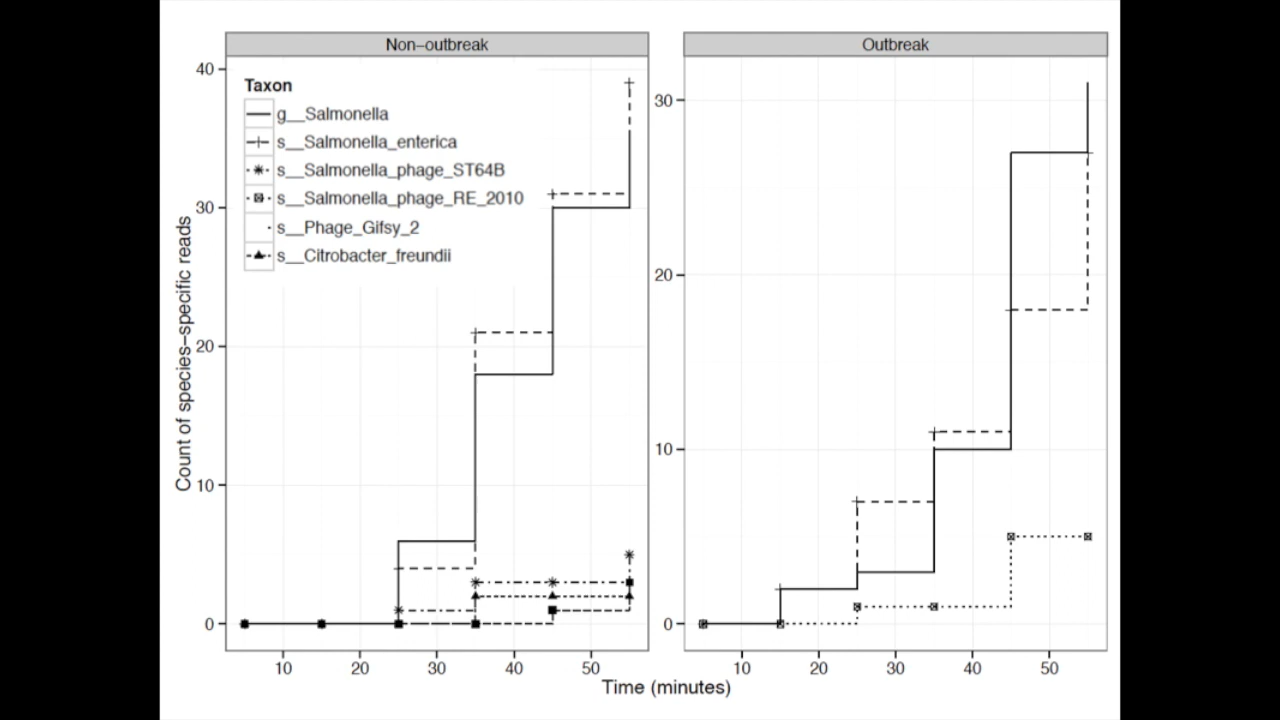 Non–outbreak
Outbreak
Taxon
g__Salmonella
s__Salmonella_enterica
s__Salmonella_phage_ST64B
s__Salmonella_phage_RE_2010
s__Phage_Gifsy_2
s__Citrobacter_freundii
Count of species–specific reads
40
30
20
10
0
30
20
10
0
10 20 30 40 50
10 20 30 40 50
Time (minutes)